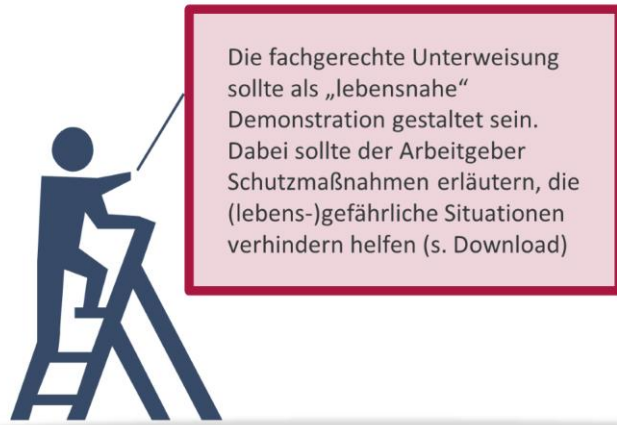 Die fachgerechte Unterweisung
sollte als „lebensnahe“
Demonstration gestaltet sein.
Dabei sollte der Arbeitgeber
Schutzmaßnahmen erläutern, die
(lebens-)gefährliche Situationen
verhindern helfen (s. Download)